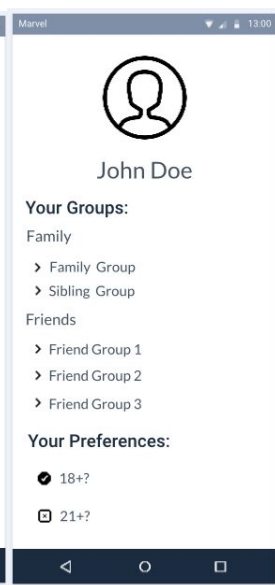 Marvel 13:00
John Doe
Your Groups:
Family
Family Group
Sibling Group
Friends
Friend Group 1
Friend Group 2
Friend Group 3
Your Preferences:
18+?
21+?